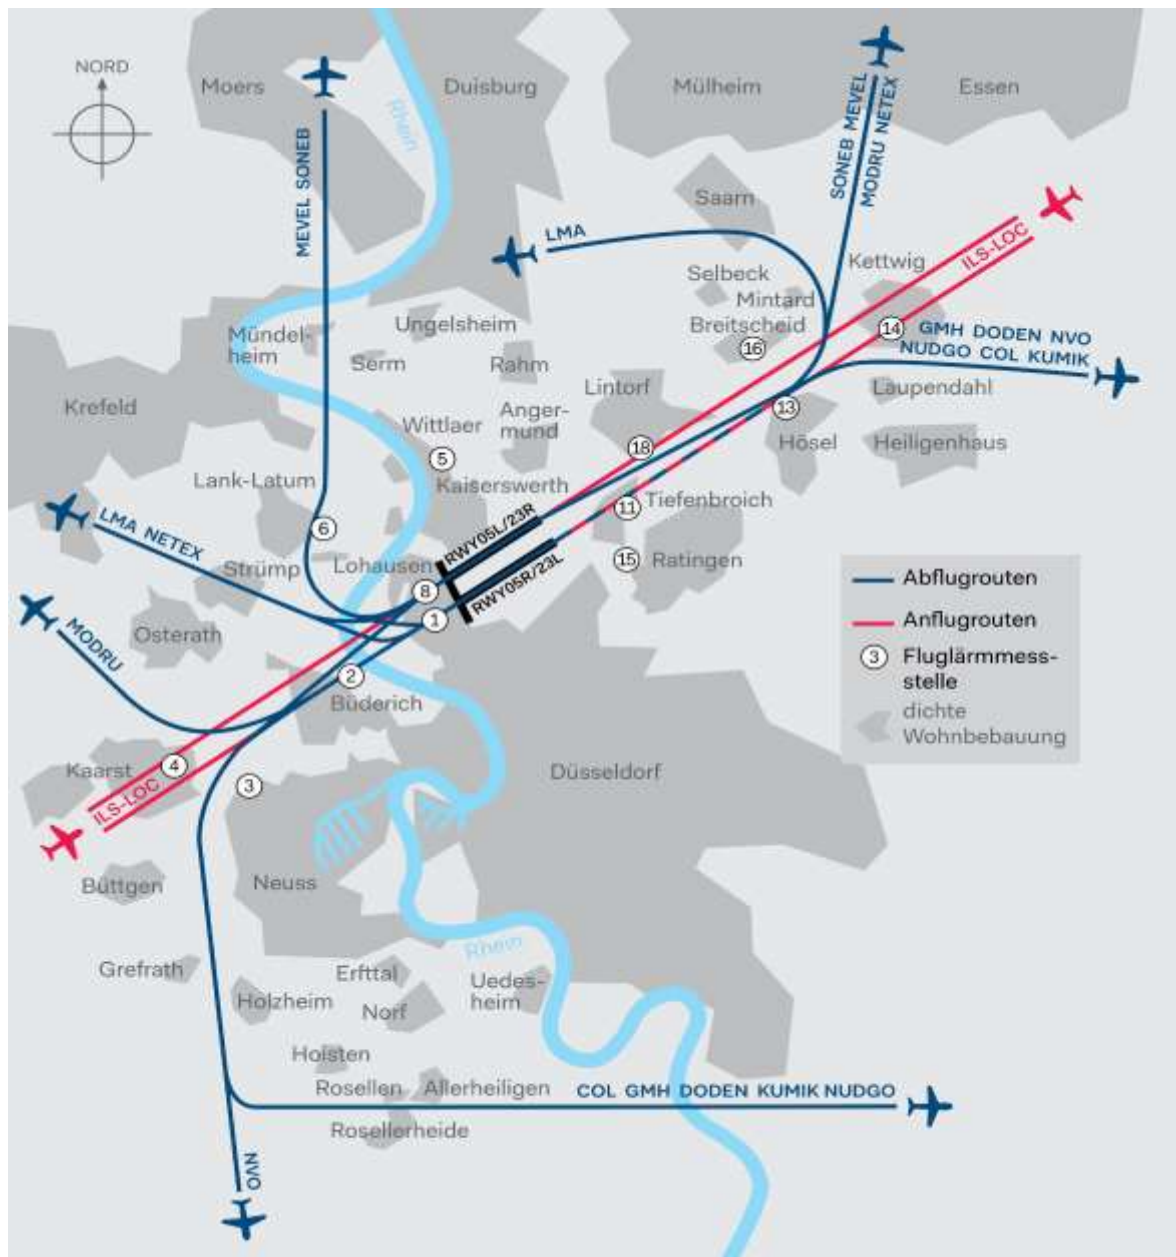 NORD
Moers
Duisburg
Mülheim
Essen
Rhein
MEVEL SONEB
SONEB MEVEL
MODRU NETEX
Saarn
LMA
ILS-LOC
Kettwig
Selbeck
Mintard
Breitscheid
16
14
GMH DODEN NVO
NUDGO COL KUMIK
Ungelsheim
Mündel-
heim
Serm
Rahm
Lintorf
Laupendahl
Krefeld
13
Wittlaer
Anger-
mund
Hösel
Heiligenhaus
5
18
Lank-Latum
Kaiserswerth
Tiefenbroich
11
6
LMA NETEX
RWY05L/23R
Strümp
Lohausen
15
Ratingen
RWY05R/23L
8
1
MODRU
Osterath
2
Büderich
Abflugrouten
Anflugrouten
3
Fluglärmmess-
stelle
dichte
Wohnbebauung
Kaarst
4
3
ILS-LOC
Düsseldorf
Büttgen
Neuss
Rhein
Grefrath
Erfttal
Uedes-
heim
Holzheim
Norf
Hoisten
Rosellen
Allerheiligen
COL GMH DODEN KUMIK NUDGO
Rosellerheide
NVO